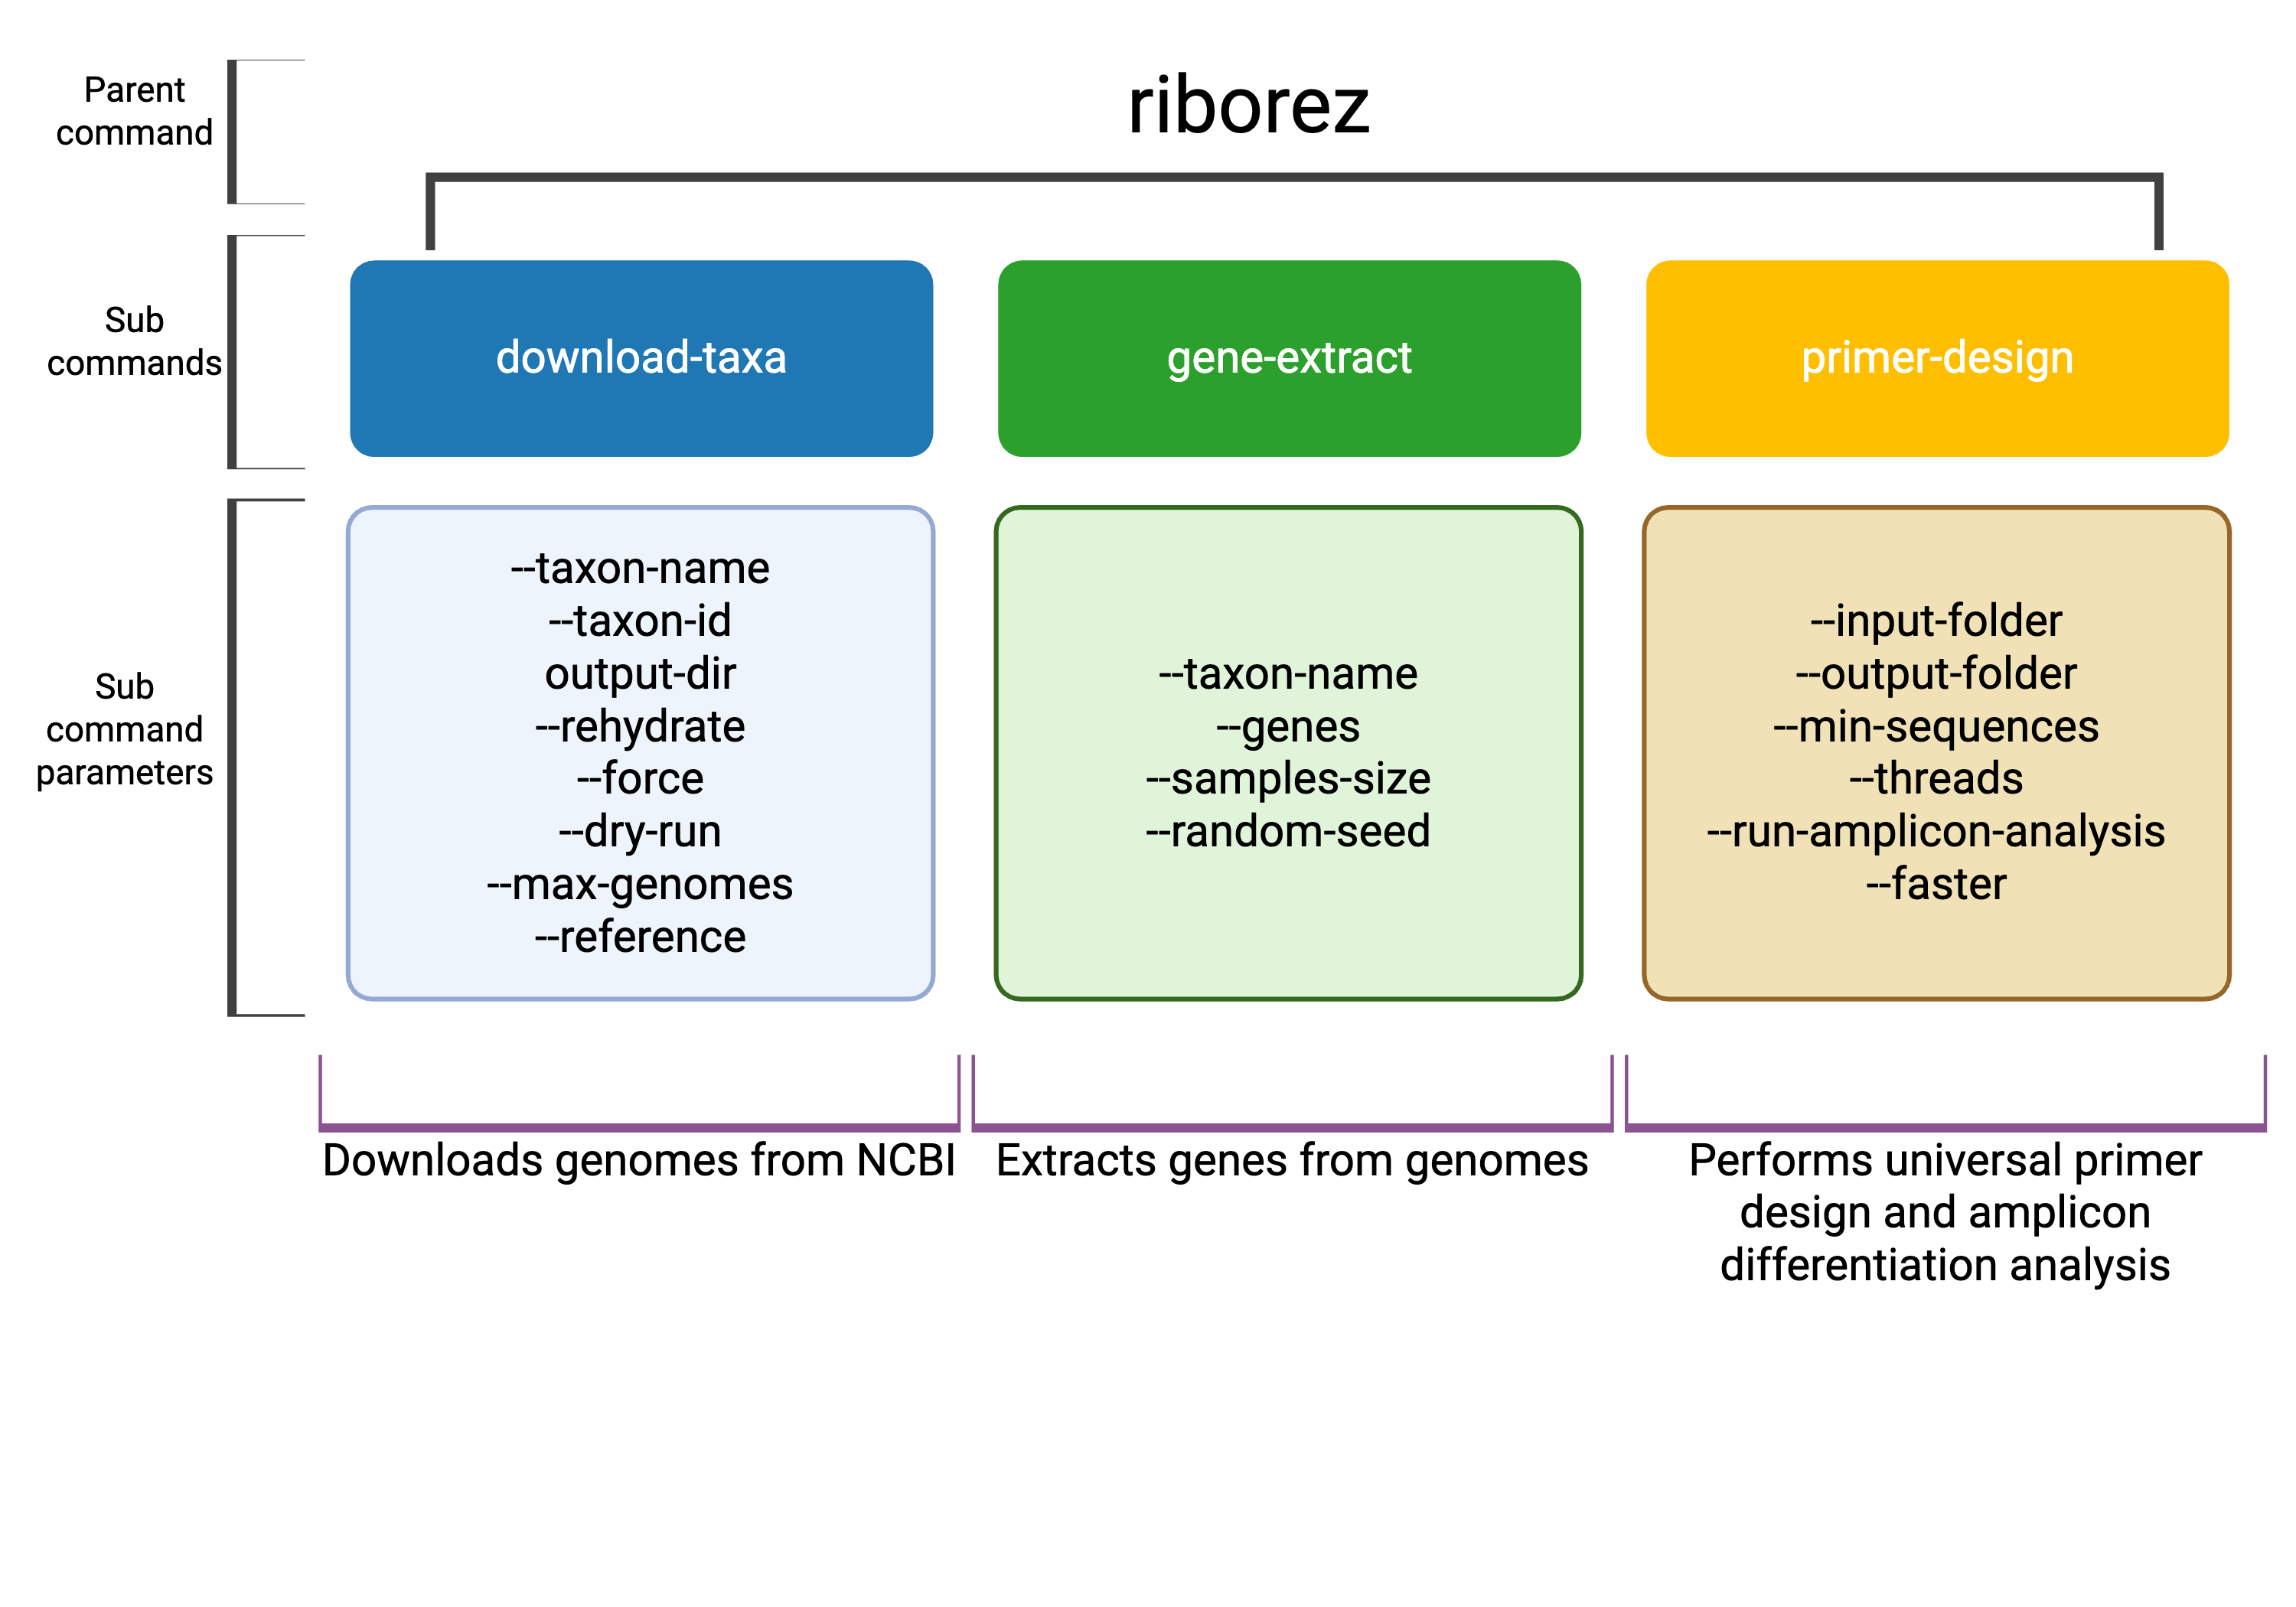 Parent
command
riborez
Sub
commands
download-taxa
gene-extract
primer-design
Sub
command
parameters
--taxon-name
--taxon-id
output-dir
--rehydrate
--force
--dry-run
--max-genomes
--reference
--taxon-name
--genes
--samples-size
--random-seed
--input-folder
--output-folder
--min-sequences
--threads
--run-amplicon-analysis
--faster
Downloads genomes from NCBI
Extracts genes from genomes
Performs universal primer
design and amplicon
differentiation analysis